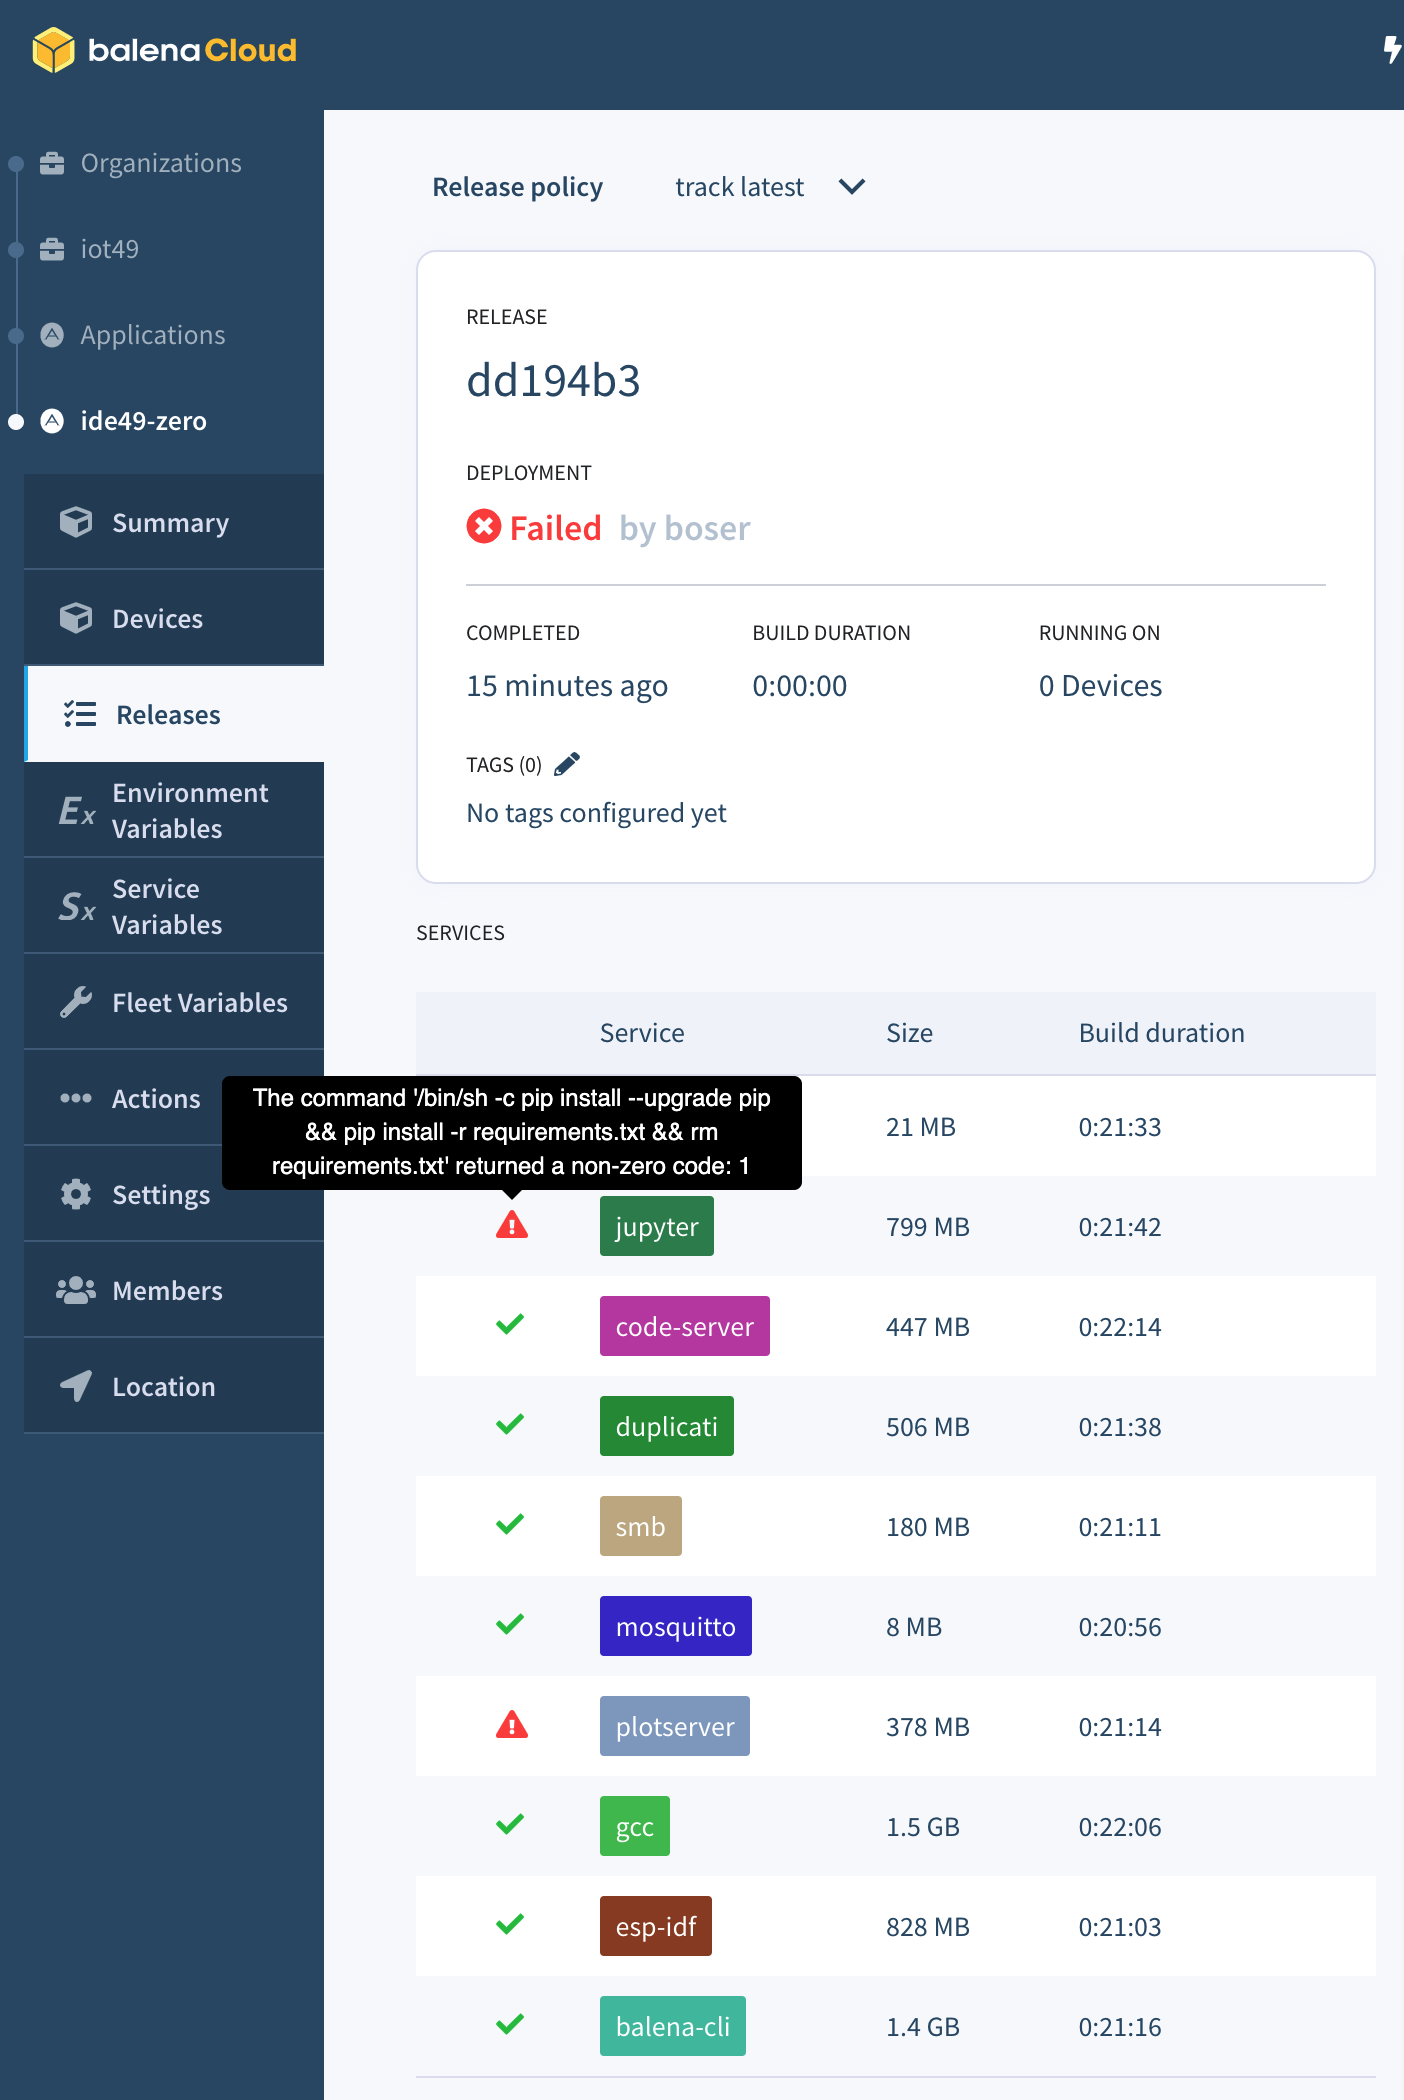 balenaCloud
Organizations
iot49
Applications
ide49-zero
Summary
Devices
Releases
Ex Environment
Variables
Sx Service
Variables
Fleet Variables
Actions
Settings
Members
Location
Release policy track latest
RELEASE
dd194b3
DEPLOYMENT
Failed by boser
COMPLETED BUILD DURATION RUNNING ON
15 minutes ago 0:00:00 0 Devices
TAGS (0)
No tags configured yet
SERVICES
Service Size Build duration
The command '/bin/sh -c pip install --upgrade pip
&& pip install -r requirements.txt && rm
requirements.txt' returned a non-zero code: 1
21 MB 0:21:33
jupyter 799 MB 0:21:42
code-server 447 MB 0:22:14
duplicati 506 MB 0:21:38
smb 180 MB 0:21:11
mosquitto 8 MB 0:20:56
plotserver 378 MB 0:21:14
gcc 1.5 GB 0:22:06
esp-idf 828 MB 0:21:03
balena-cli 1.4 GB 0:21:16